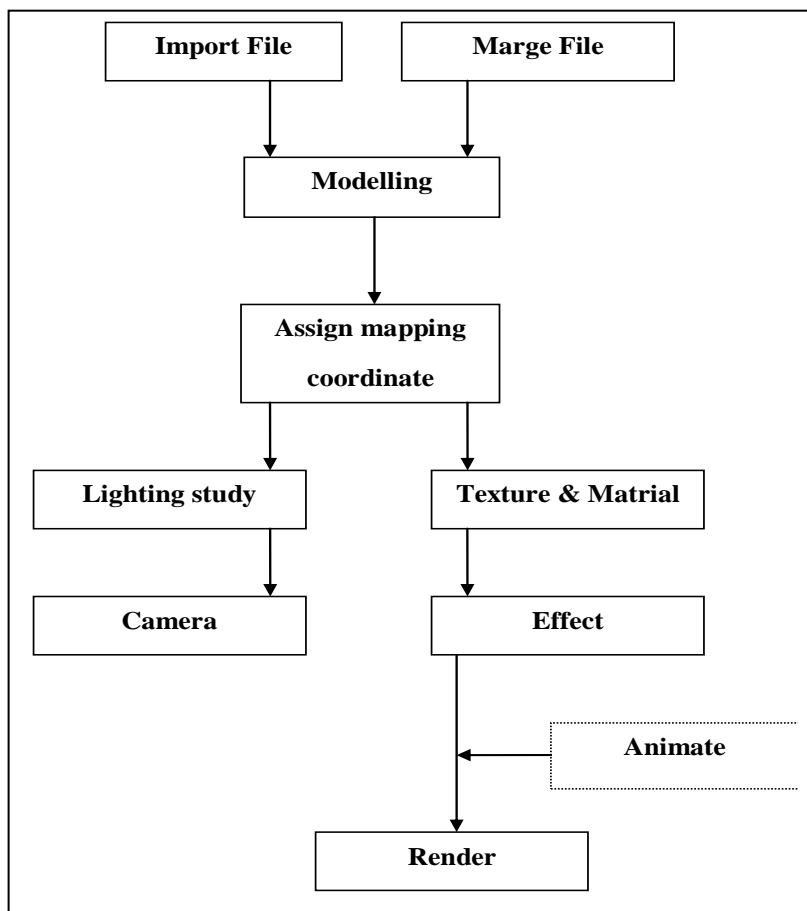 Import File
Marge File
Modelling
Assign mapping
coordinate
Lighting study
Texture & Matrial
Camera
Effect
Animate
Render